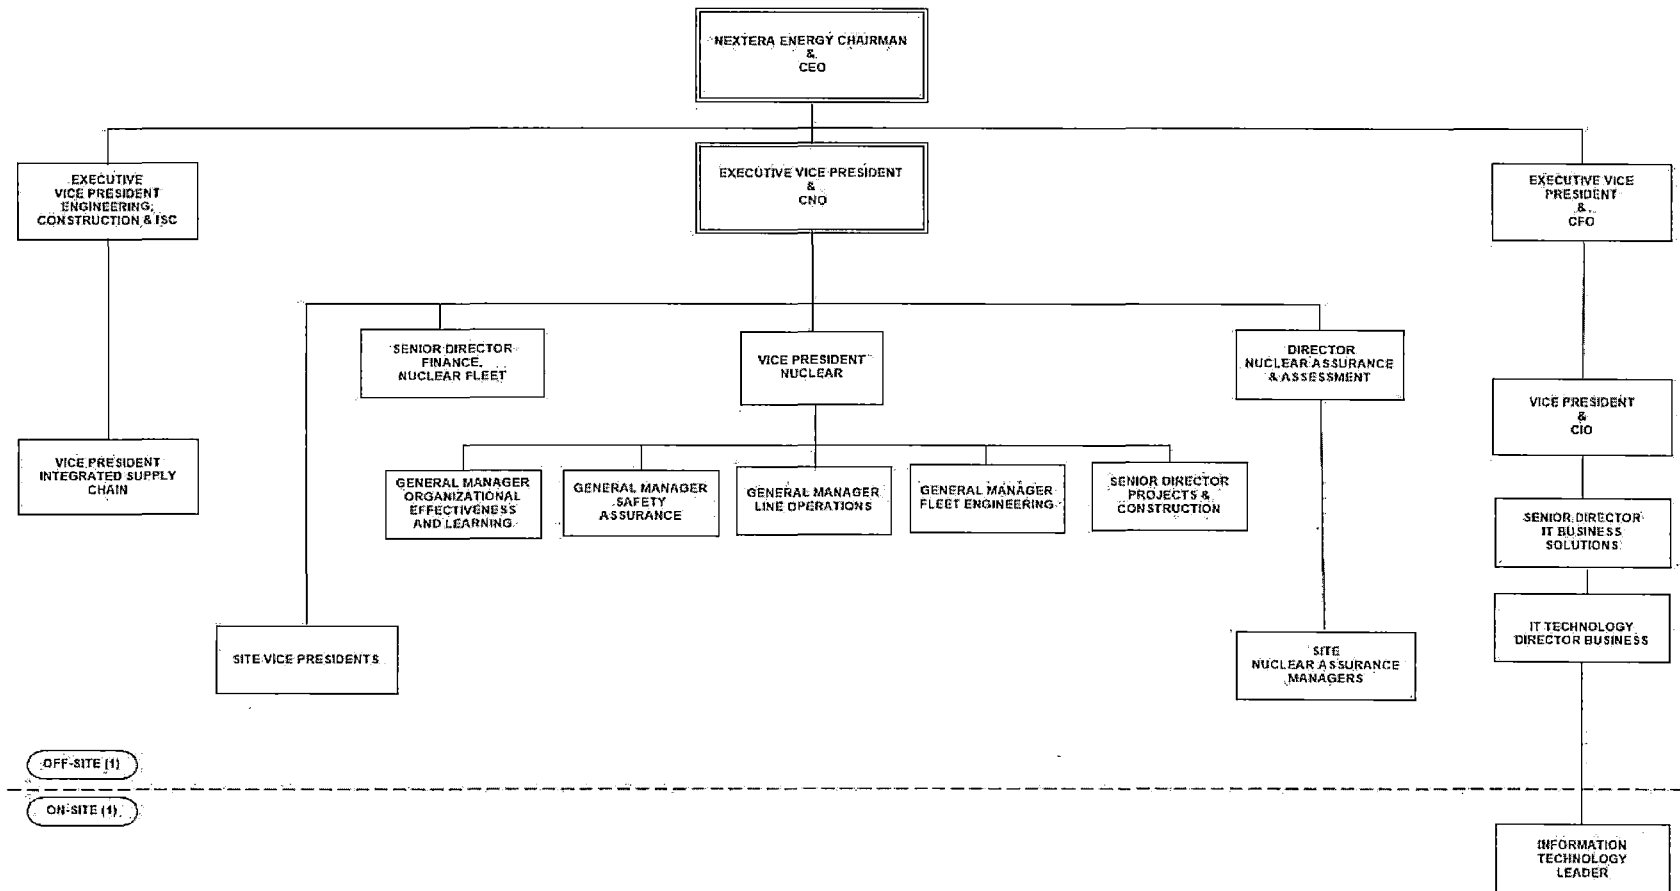 NEXTERA ENERGY CHAIRMAN
&
CEO
EXECUTIVE
VICE PRESIDENT
ENGINEERING,
CONSTRUCTION & ISC
EXECUTIVE VICE PRESIDENT
&
CNO
EXECUTIVE VICE
PRESIDENT
&
CFO
SENIOR DIRECTOR
FINANCE,
NUCLEAR FLEET
VICE PRESIDENT
NUCLEAR
DIRECTOR
NUCLEAR ASSURANCE
& ASSESSMENT
VICE PRESIDENT
&
CIO
VICE PRESIDENT
INTEGRATED SUPPLY
CHAIN
GENERAL MANAGER
ORGANIZATIONAL
EFFECTIVENESS
AND LEARNING
GENERAL MANAGER
SAFETY
ASSURANCE
GENERAL MANAGER
LINE OPERATIONS
GENERAL MANAGER
FLEET ENGINEERING
SENIOR DIRECTOR
PROJECTS &
CONSTRUCTION
SENIOR DIRECTOR
IT BUSINESS
SOLUTIONS
IT TECHNOLOGY
DIRECTOR BUSINESS
SITE VICE PRESIDENTS
SITE
NUCLEAR ASSURANCE
MANAGERS
OFF-SITE (1)
ON-SITE (1)
INFORMATION
TECHNOLOGY
LEADER